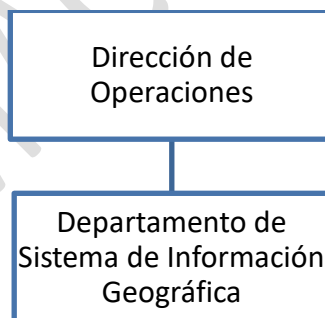 Dirección de
Operaciones
Departamento de
Sistema de Información
Geográfica